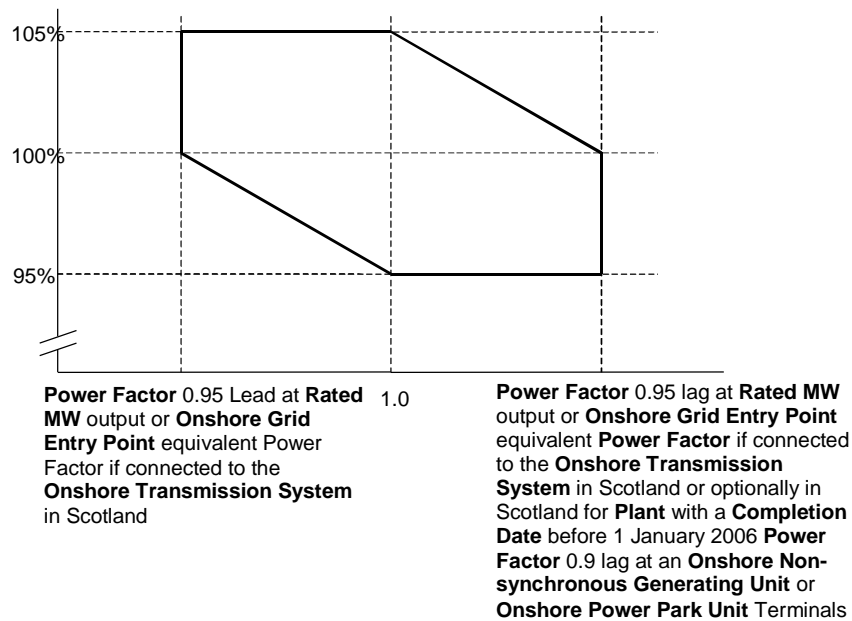 105%
100%
95%
Power Factor 0.95 Lead at Rated
MW output or Onshore Grid
Entry Point equivalent Power
Factor if connected to the
Onshore Transmission System
in Scotland
1.0
Power Factor 0.95 lag at Rated MW
output or Onshore Grid Entry Point
equivalent Power Factor if connected
to the Onshore Transmission
System in Scotland or optionally in
Scotland for Plant with a Completion
Date before 1 January 2006 Power
Factor 0.9 lag at an Onshore Non-
synchronous Generating Unit or
Onshore Power Park Unit Terminals